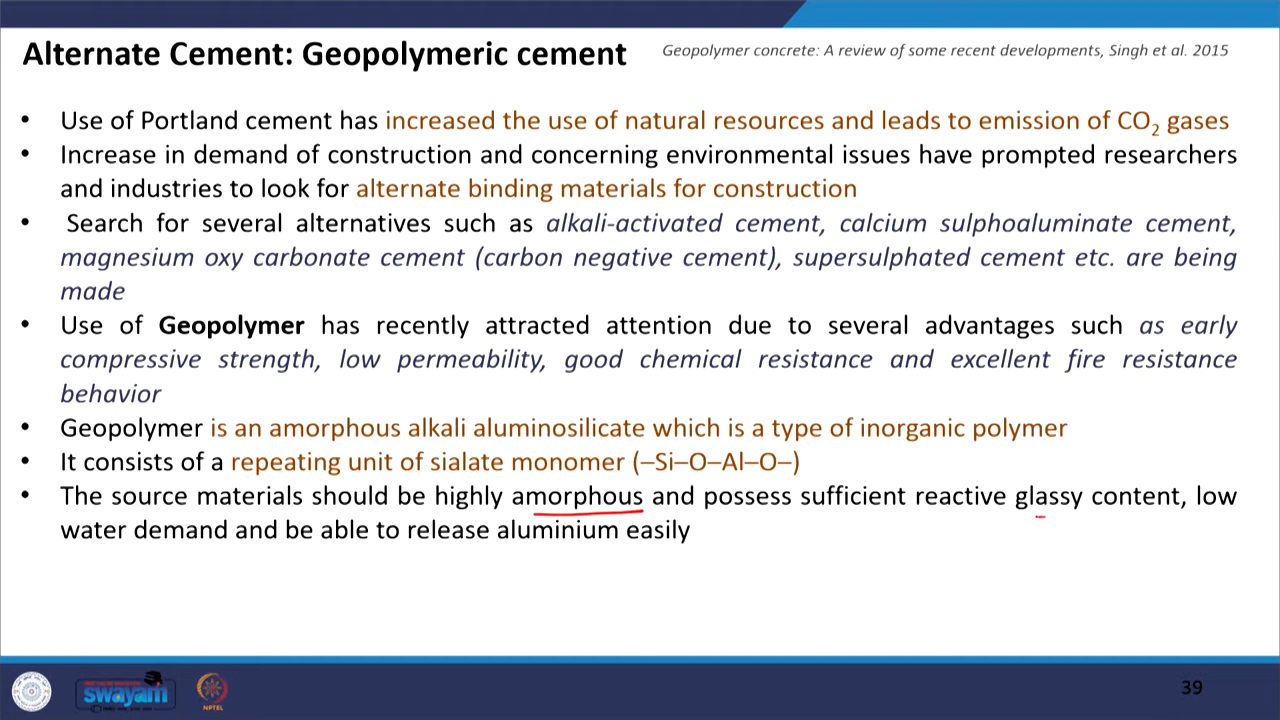 Alternate Cement: Geopolymeric cement
Geopolymer concrete: A review of some recent developments, Singh et al. 2015
• Use of Portland cement has increased the use of natural resources and leads to emission of CO₂ gases
• Increase in demand of construction and concerning environmental issues have prompted researchers
and industries to look for alternate binding materials for construction
• Search for several alternatives such as alkali-activated cement, calcium sulphoaluminate cement,
magnesium oxy carbonate cement (carbon negative cement), supersulphated cement etc. are being
made
• Use of Geopolymer has recently attracted attention due to several advantages such as early
compressive strength, low permeability, good chemical resistance and excellent fire resistance
behavior
• Geopolymer is an amorphous alkali aluminosilicate which is a type of inorganic polymer
• It consists of a repeating unit of sialate monomer (–Si–O–Al–O–)
• The source materials should be highly amorphous and possess sufficient reactive glassy content, low
water demand and be able to release aluminium easily
swayam
NPTEL
39